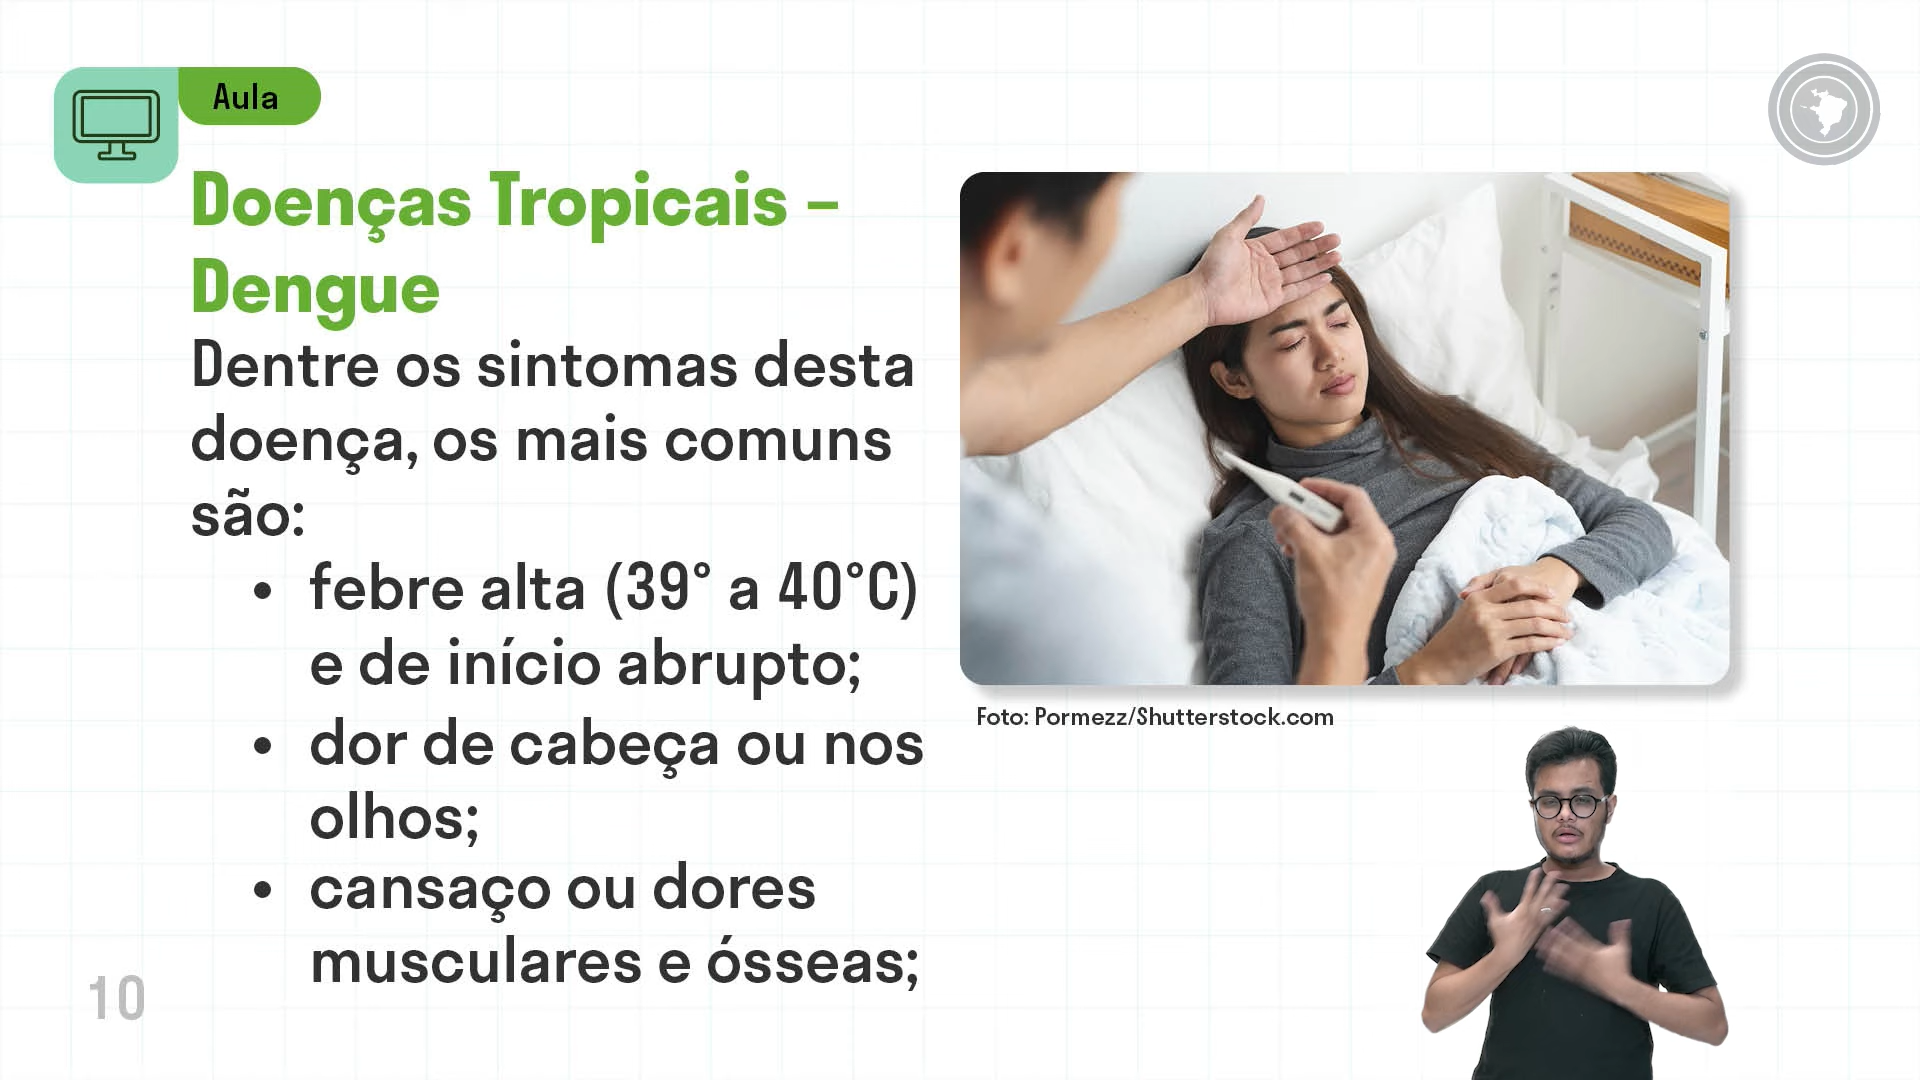 Aula
Doenças Tropicais –
Dengue
Dentre os sintomas desta
doença, os mais comuns
são:
• febre alta (39° a 40°C)
e de início abrupto;
• dor de cabeça ou nos
olhos;
• cansaço ou dores
musculares e ósseas;
Foto: Pormezz/Shutterstock.com
10